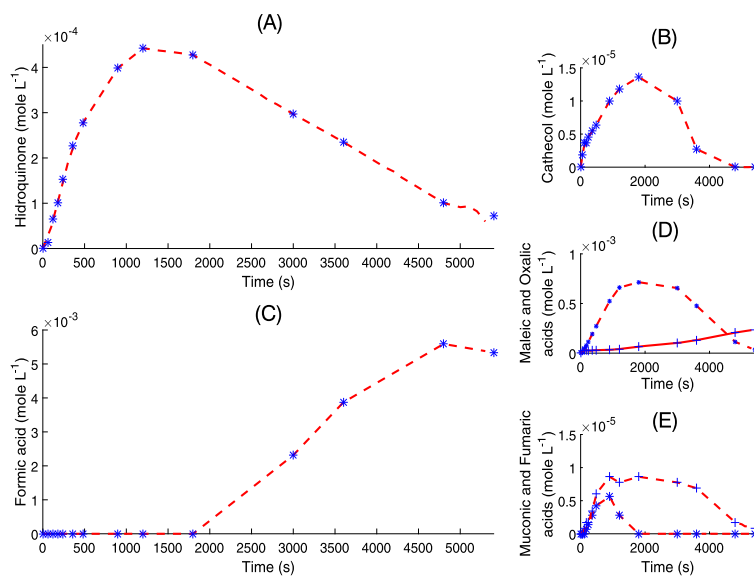 (A)
×10⁻⁴
4
3
2
1
0
Hidroquinone (mole L⁻¹)
0 500 1000 1500 2000 2500 3000 3500 4000 4500 5000
Time (s)
(B)
×10⁻⁵
1.5
1
0.5
0
Cathecol (mole L⁻¹)
0 2000 4000
Time (s)
(C)
×10⁻³
6
5
4
3
2
1
0
Formic acid (mole L⁻¹)
0 500 1000 1500 2000 2500 3000 3500 4000 4500 5000
Time (s)
(D)
×10⁻³
1
0.5
0
Maleic and Oxalic
acids (mole L⁻¹)
0 2000 4000
Time (s)
(E)
×10⁻⁵
1.5
1
0.5
0
Muconic and Fumaric
acids (mole L⁻¹)
0 2000 4000
Time (s)